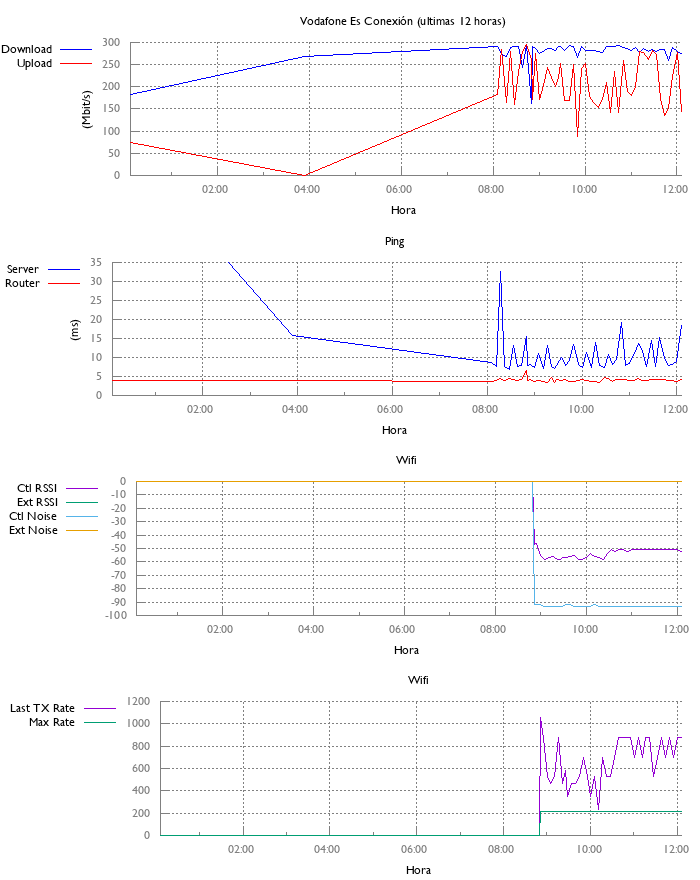 Vodafone Es Conexión (ultimas 12 horas)
Download
Upload
300
250
200
150
100
50
0
(Mbit/s)
02:00 04:00 06:00 08:00 10:00 12:00
Hora
Ping
Server
Router
35
30
25
20
15
10
5
0
(ms)
02:00 04:00 06:00 08:00 10:00 12:00
Hora
Wifi
Ctl RSSI
Ext RSSI
Ctl Noise
Ext Noise
0
-10
-20
-30
-40
-50
-60
-70
-80
-90
-100
02:00 04:00 06:00 08:00 10:00 12:00
Hora
Wifi
Last TX Rate
Max Rate
1200
1000
800
600
400
200
0
02:00 04:00 06:00 08:00 10:00 12:00
Hora